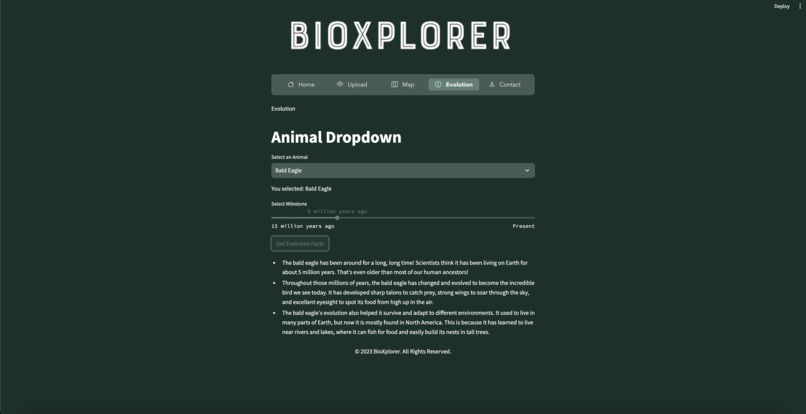 Deploy
BIOXPLORER
Home Upload Map Evolution Contact
Evolution
Animal Dropdown
Select an Animal
Bald Eagle
You selected: Bald Eagle
Select Milestone
5 million years ago
15 million years ago Present
Get Evolution Facts
• The bald eagle has been around for a long, long time! Scientists think it has been living on Earth for
about 5 million years. That's even older than most of our human ancestors!
• Throughout those millions of years, the bald eagle has changed and evolved to become the incredible
bird we see today. It has developed sharp talons to catch prey, strong wings to soar through the sky,
and excellent eyesight to spot its food from high up in the air.
• The bald eagle's evolution also helped it survive and adapt to different environments. It used to live in
many parts of Earth, but now it is mostly found in North America. This is because it has learned to live
near rivers and lakes, where it can fish for food and easily build its nests in tall trees.
© 2023 BioXplorer. All Rights Reserved.